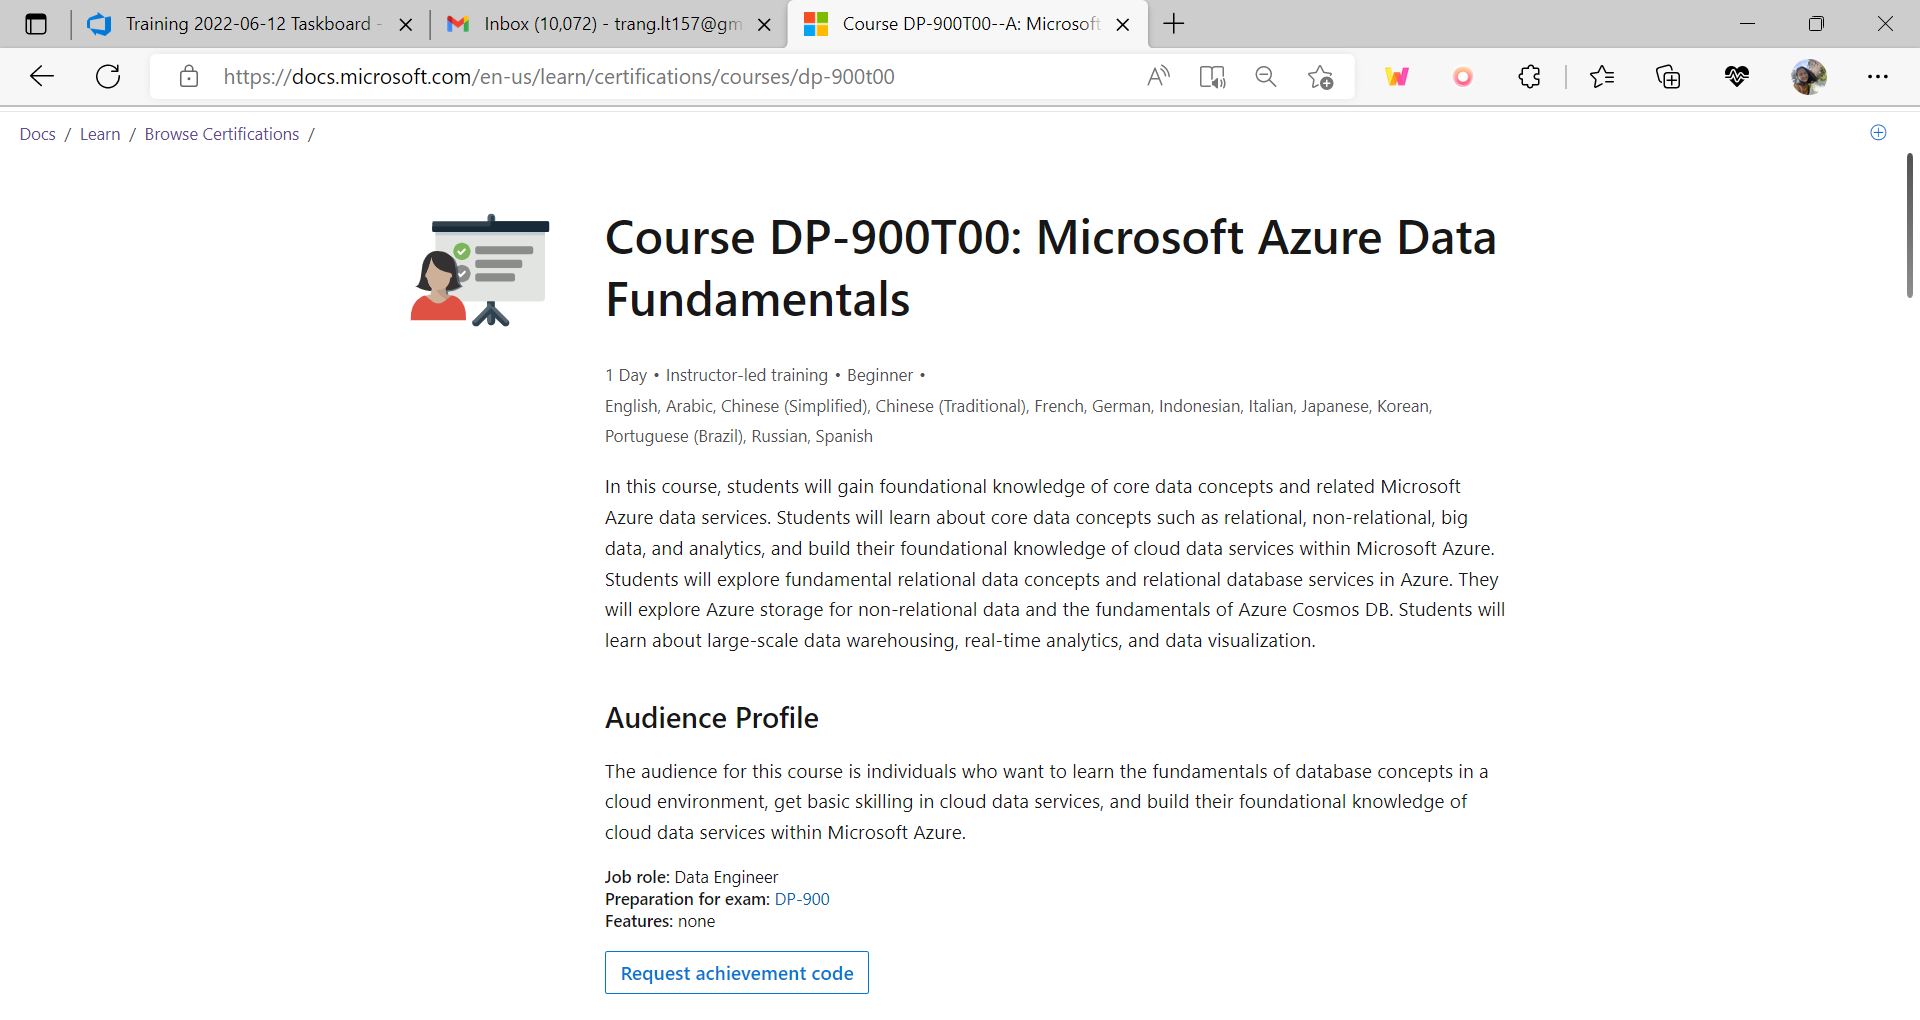 Training 2022-06-12 Taskboard -
Inbox (10,072) - trang.lt157@gm
Course DP-900T00--A: Microsoft
https://docs.microsoft.com/en-us/learn/certifications/courses/dp-900t00
Docs / Learn / Browse Certifications /
Course DP-900T00: Microsoft Azure Data
Fundamentals
1 Day • Instructor-led training • Beginner •
English, Arabic, Chinese (Simplified), Chinese (Traditional), French, German, Indonesian, Italian, Japanese, Korean,
Portuguese (Brazil), Russian, Spanish
In this course, students will gain foundational knowledge of core data concepts and related Microsoft
Azure data services. Students will learn about core data concepts such as relational, non-relational, big
data, and analytics, and build their foundational knowledge of cloud data services within Microsoft Azure.
Students will explore fundamental relational data concepts and relational database services in Azure. They
will explore Azure storage for non-relational data and the fundamentals of Azure Cosmos DB. Students will
learn about large-scale data warehousing, real-time analytics, and data visualization.
Audience Profile
The audience for this course is individuals who want to learn the fundamentals of database concepts in a
cloud environment, get basic skilling in cloud data services, and build their foundational knowledge of
cloud data services within Microsoft Azure.
Job role: Data Engineer
Preparation for exam: DP-900
Features: none
Request achievement code